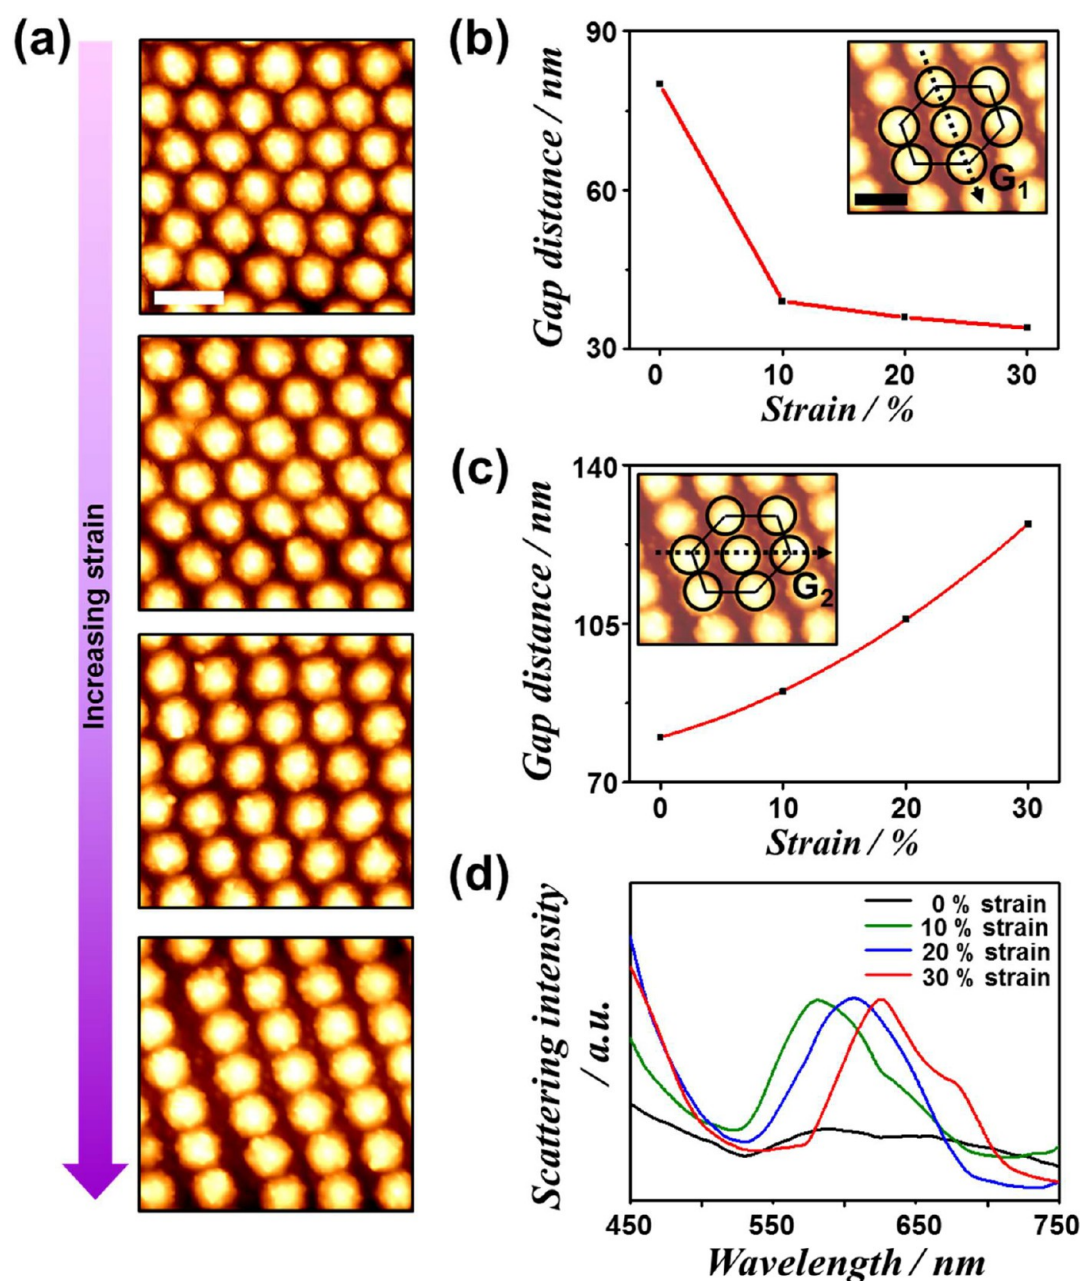 (a)
Increasing strain
(b)
90
60
30
Gap distance / nm
0 10 20 30
Strain / %
G1
(c)
140
105
70
Gap distance / nm
0 10 20 30
Strain / %
G2
(d)
Scattering intensity
/ a.u.
0 % strain
10 % strain
20 % strain
30 % strain
450 550 650 750
Wavelength / nm